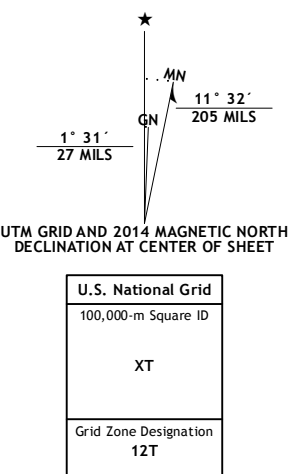 ★
MN
GN
11° 32´
205 MILS
1° 31´
27 MILS
UTM GRID AND 2014 MAGNETIC NORTH
DECLINATION AT CENTER OF SHEET
U.S. National Grid
100,000-m Square ID
XT
Grid Zone Designation
12T